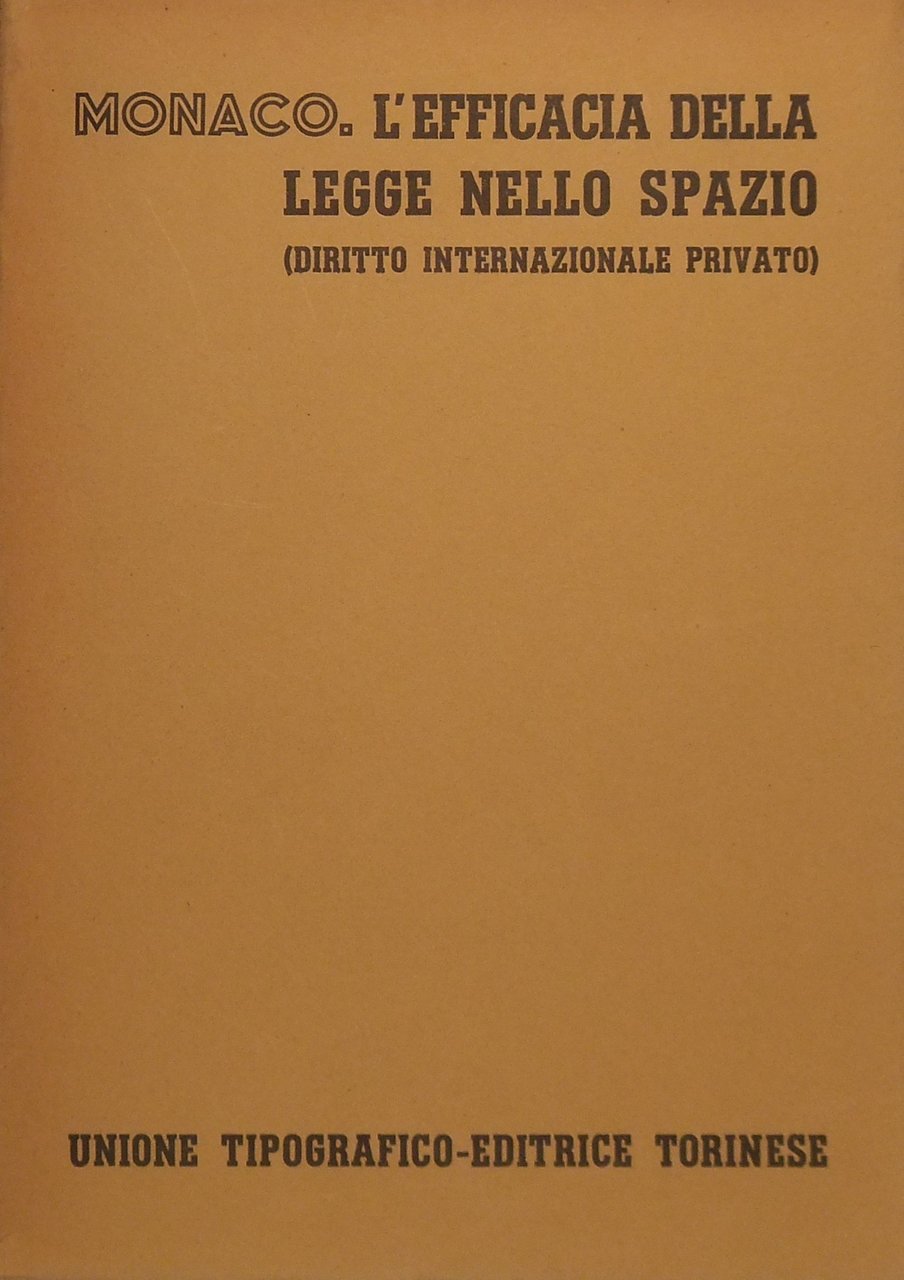 MONACO. L'EFFICACIA DELLA
LEGGE NELLO SPAZIO
(DIRITTO INTERNAZIONALE PRIVATO)
UNIONE TIPOGRAFICO-EDITRICE TORINESE